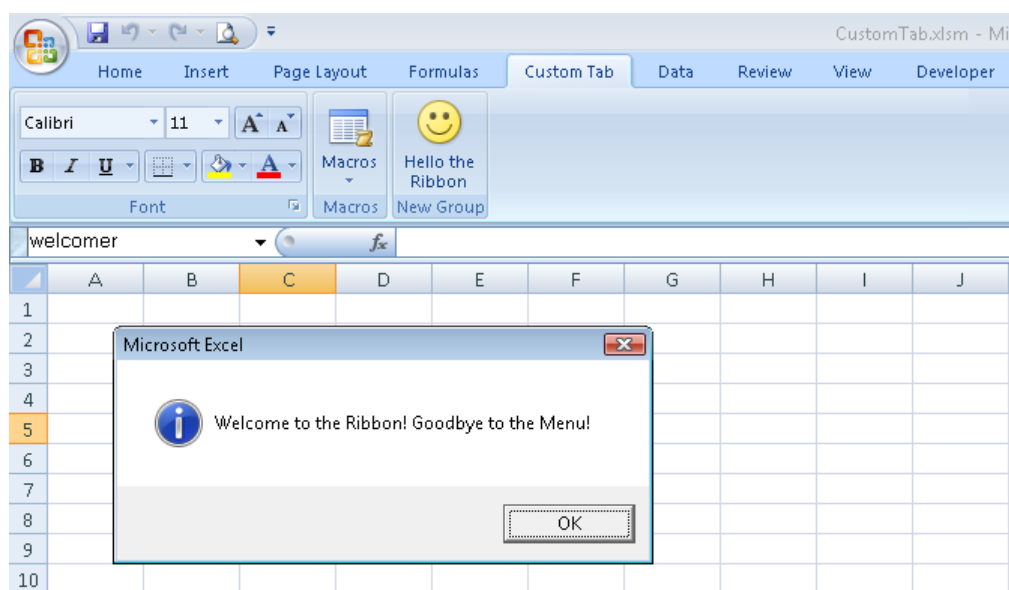 CustomTab.xlsm - Mi
Home Insert Page Layout Formulas Custom Tab Data Review View Developer
Calibri 11 A A Macros Hello the Ribbon
B I U A
Font Macros New Group
welcomer fx
A B C D E F G H I J
1
2
Microsoft Excel
3
4
Welcome to the Ribbon! Goodbye to the Menu!
5
6
7
8
OK
9
10